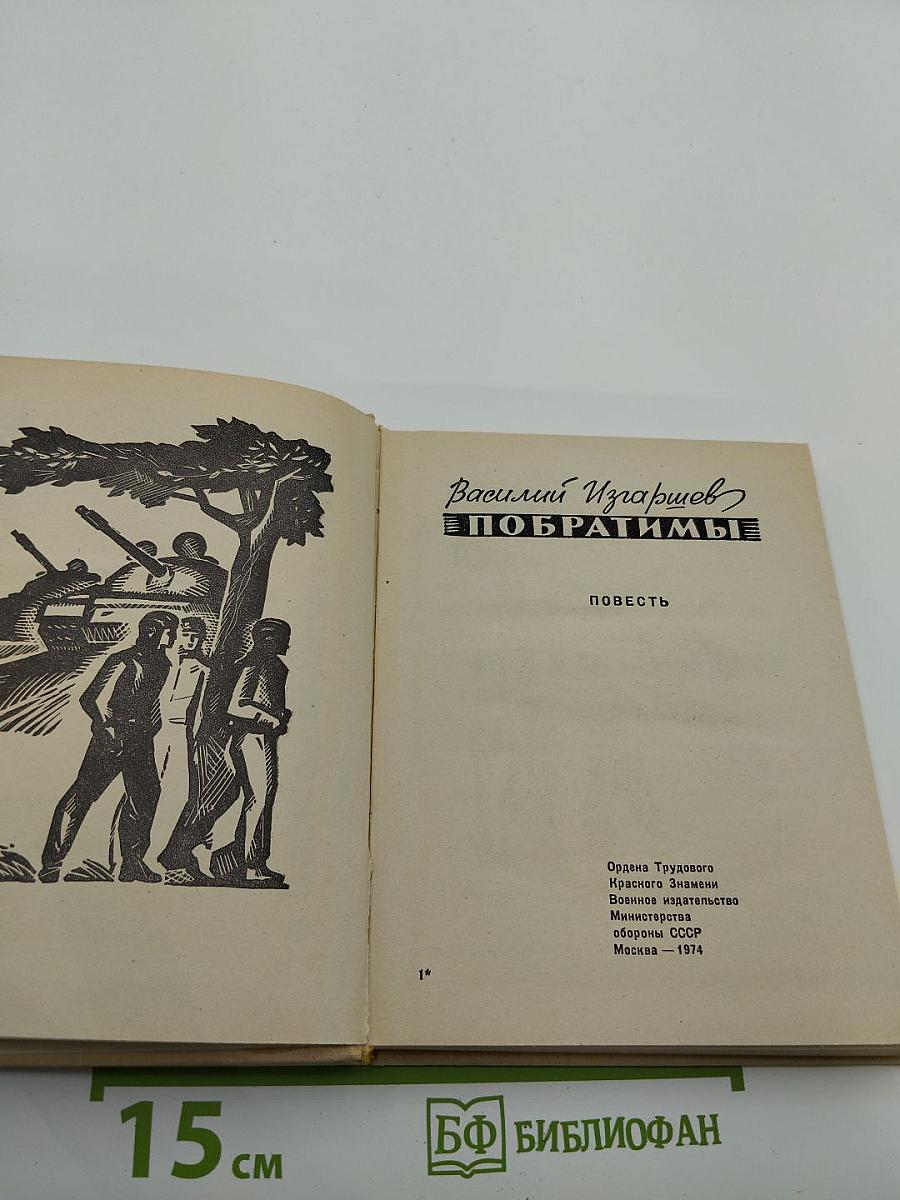 Василий Изгаршев
ПОБРАТИМЫ
ПОВЕСТЬ
Ордена Трудового
Красного Знамени
Военное издательство
Министерства
обороны СССР
Москва — 1974
1*
15 см
БФ БИБЛИОФАН